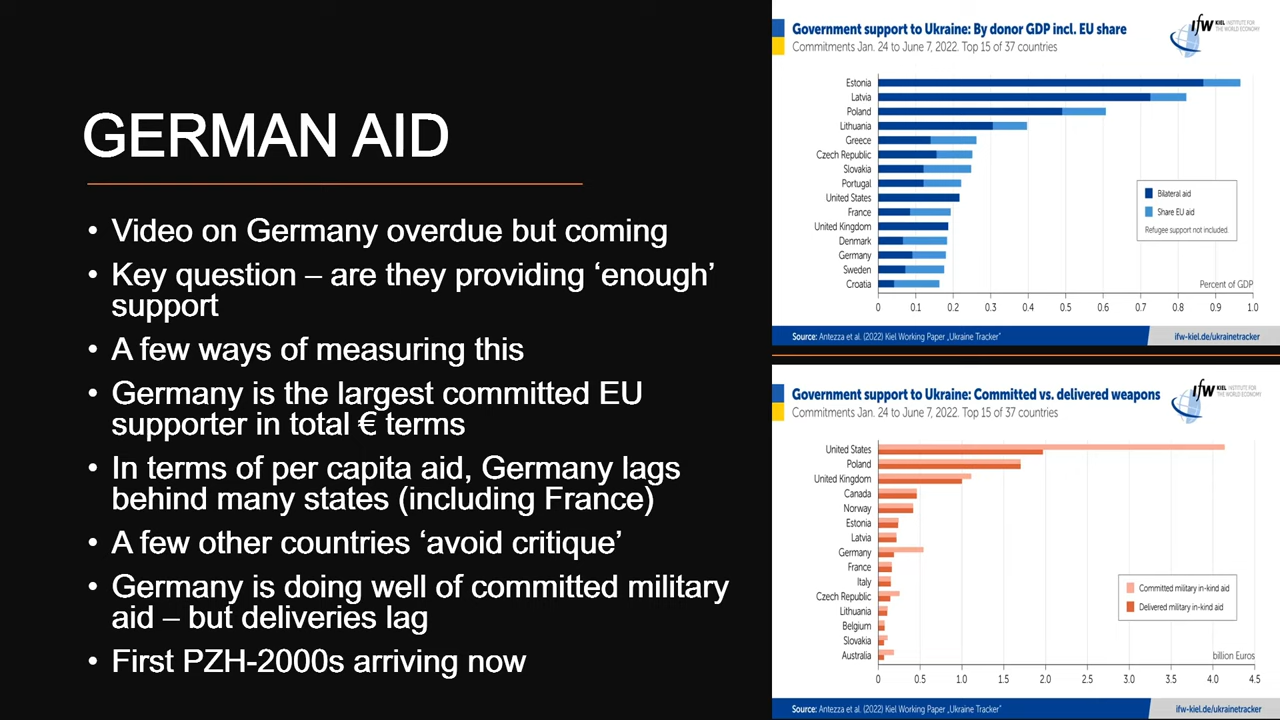 GERMAN AID
• Video on Germany overdue but coming
• Key question – are they providing ‘enough’
support
• A few ways of measuring this
• Germany is the largest committed EU
supporter in total € terms
• In terms of per capita aid, Germany lags
behind many states (including France)
• A few other countries ‘avoid critique’
• Germany is doing well of committed military
aid – but deliveries lag
• First PZH-2000s arriving now
Government support to Ukraine: By donor GDP incl. EU share
Commitments Jan. 24 to June 7, 2022. Top 15 of 37 countries
ifw KIEL INSTITUTE FOR
THE WORLD ECONOMY
Estonia
Latvia
Poland
Lithuania
Greece
Czech Republic
Slovakia
Portugal
United States
France
United Kingdom
Denmark
Germany
Sweden
Croatia
Bilateral aid
Share EU aid
Refugee support not included.
Percent of GDP
0 0.1 0.2 0.3 0.4 0.5 0.6 0.7 0.8 0.9 1.0
Source: Antezza et al. (2022) Kiel Working Paper „Ukraine Tracker“ ifw-kiel.de/ukrainetracker
Government support to Ukraine: Committed vs. delivered weapons
Commitments Jan. 24 to June 7, 2022. Top 15 of 37 countries
ifw KIEL INSTITUTE FOR
THE WORLD ECONOMY
United States
Poland
United Kingdom
Canada
Norway
Estonia
Latvia
Germany
France
Italy
Czech Republic
Lithuania
Belgium
Slovakia
Australia
Committed military in-kind aid
Delivered military in-kind aid
billion Euros
0 0.5 1.0 1.5 2.0 2.5 3.0 3.5 4.0 4.5
Source: Antezza et al. (2022) Kiel Working Paper „Ukraine Tracker“ ifw-kiel.de/ukrainetracker